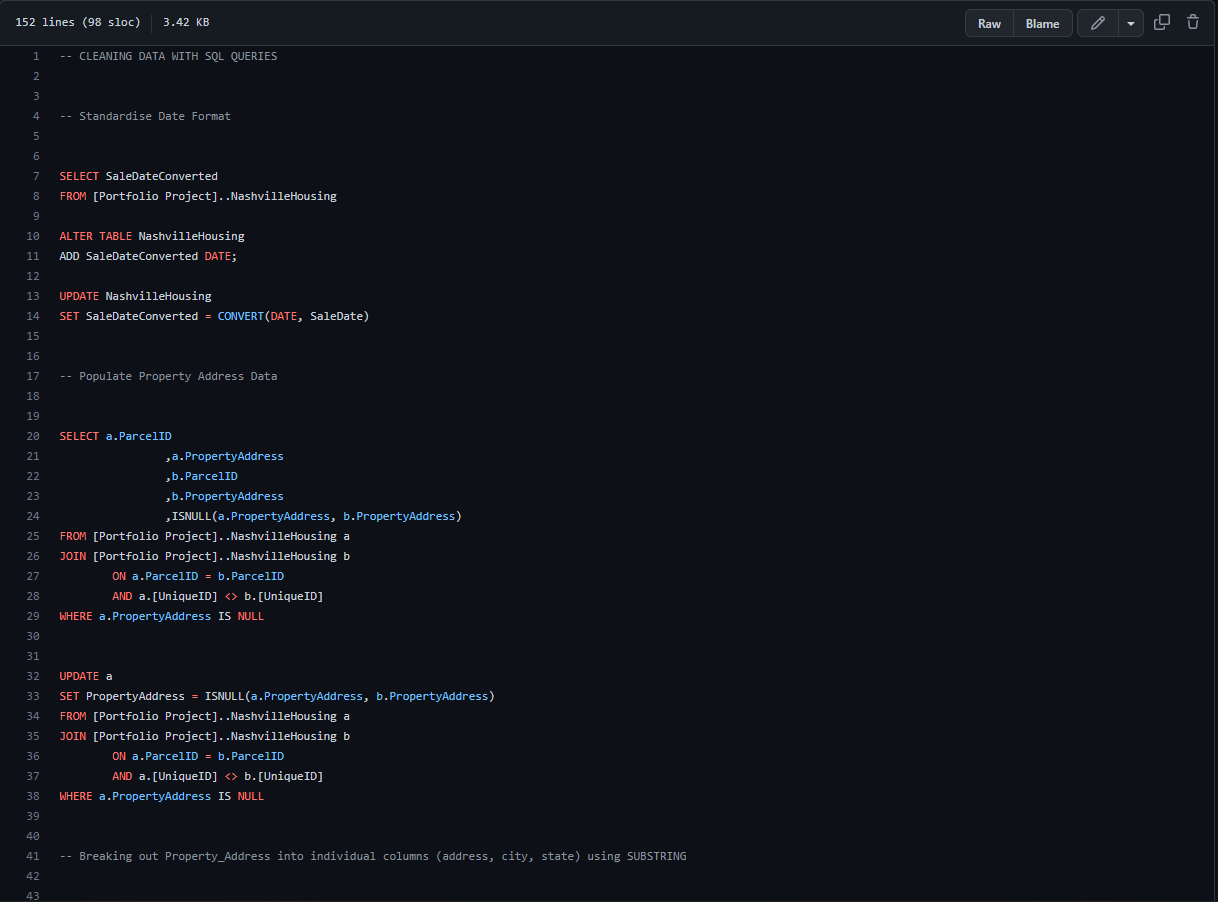 152 lines (98 sloc) 3.42 KB Raw Blame
1 -- CLEANING DATA WITH SQL QUERIES
2
3
4 -- Standardise Date Format
5
6
7 SELECT SaleDateConverted
8 FROM [Portfolio Project]..NashvilleHousing
9
10 ALTER TABLE NashvilleHousing
11 ADD SaleDateConverted DATE;
12
13 UPDATE NashvilleHousing
14 SET SaleDateConverted = CONVERT(DATE, SaleDate)
15
16
17 -- Populate Property Address Data
18
19
20 SELECT a.ParcelID
21 ,a.PropertyAddress
22 ,b.ParcelID
23 ,b.PropertyAddress
24 ,ISNULL(a.PropertyAddress, b.PropertyAddress)
25 FROM [Portfolio Project]..NashvilleHousing a
26 JOIN [Portfolio Project]..NashvilleHousing b
27 ON a.ParcelID = b.ParcelID
28 AND a.[UniqueID] <> b.[UniqueID]
29 WHERE a.PropertyAddress IS NULL
30
31
32 UPDATE a
33 SET PropertyAddress = ISNULL(a.PropertyAddress, b.PropertyAddress)
34 FROM [Portfolio Project]..NashvilleHousing a
35 JOIN [Portfolio Project]..NashvilleHousing b
36 ON a.ParcelID = b.ParcelID
37 AND a.[UniqueID] <> b.[UniqueID]
38 WHERE a.PropertyAddress IS NULL
39
40
41 -- Breaking out Property_Address into individual columns (address, city, state) using SUBSTRING
42
43